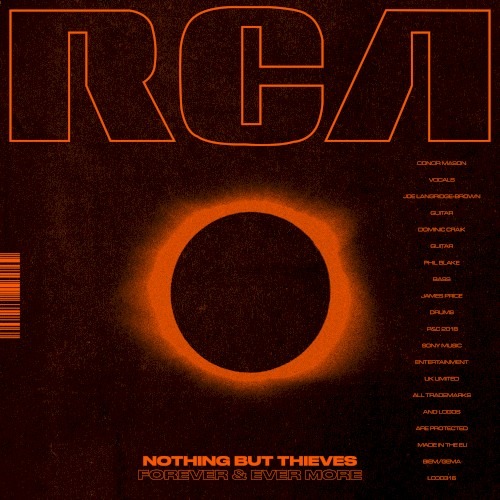 RCA
CONOR MASON
VOCALS
JOE LANGRIDGE-BROWN
GUITAR
DOMINIC CRAIK
GUITAR
PHIL BLAKE
BASS
JAMES PRICE
DRUMS
P&C 2018
SONY MUSIC
ENTERTAINMENT
UK LIMITED
ALL TRADEMARKS
AND LOGOS
ARE PROTECTED
MADE IN THE EU
BIEM/GEMA
NOTHING BUT THIEVES
FOREVER & EVER MORE